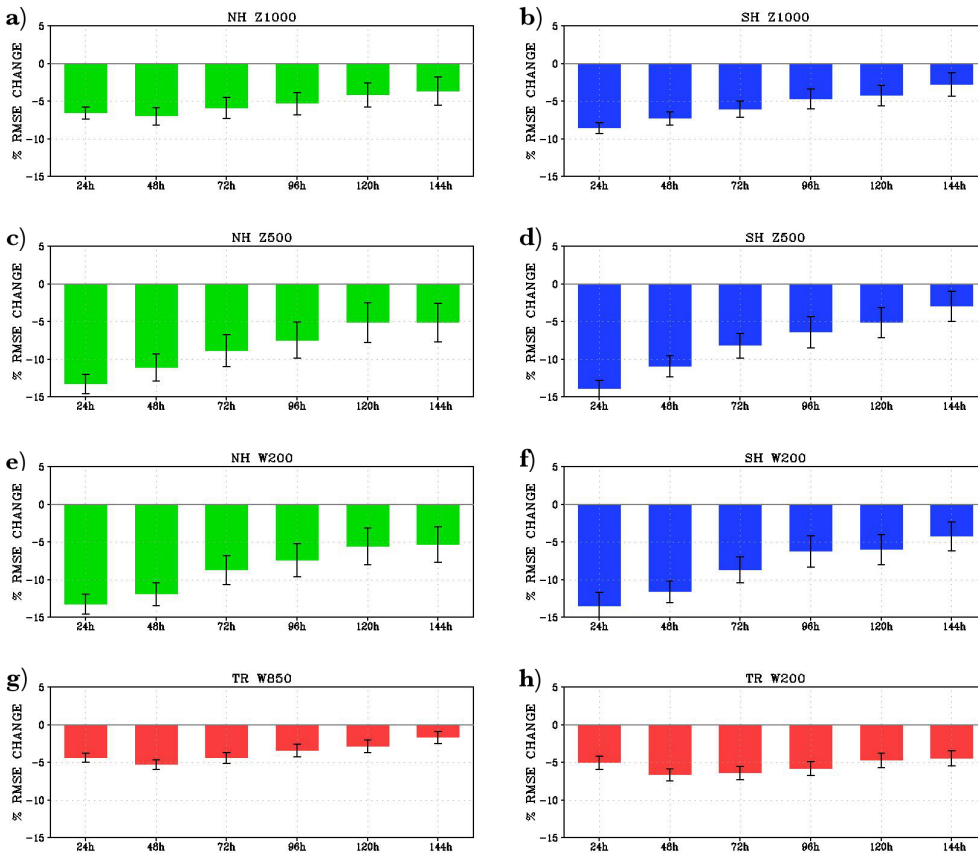 a) NH Z1000
% RMSE CHANGE
5
0
-5
-10
-15
24h 48h 72h 96h 120h 144h
b) SH Z1000
% RMSE CHANGE
5
0
-5
-10
-15
24h 48h 72h 96h 120h 144h
c) NH Z500
% RMSE CHANGE
5
0
-5
-10
-15
24h 48h 72h 96h 120h 144h
d) SH Z500
% RMSE CHANGE
5
0
-5
-10
-15
24h 48h 72h 96h 120h 144h
e) NH W200
% RMSE CHANGE
5
0
-5
-10
-15
24h 48h 72h 96h 120h 144h
f) SH W200
% RMSE CHANGE
5
0
-5
-10
-15
24h 48h 72h 96h 120h 144h
g) TR W850
% RMSE CHANGE
5
0
-5
-10
-15
24h 48h 72h 96h 120h 144h
h) TR W200
% RMSE CHANGE
5
0
-5
-10
-15
24h 48h 72h 96h 120h 144h